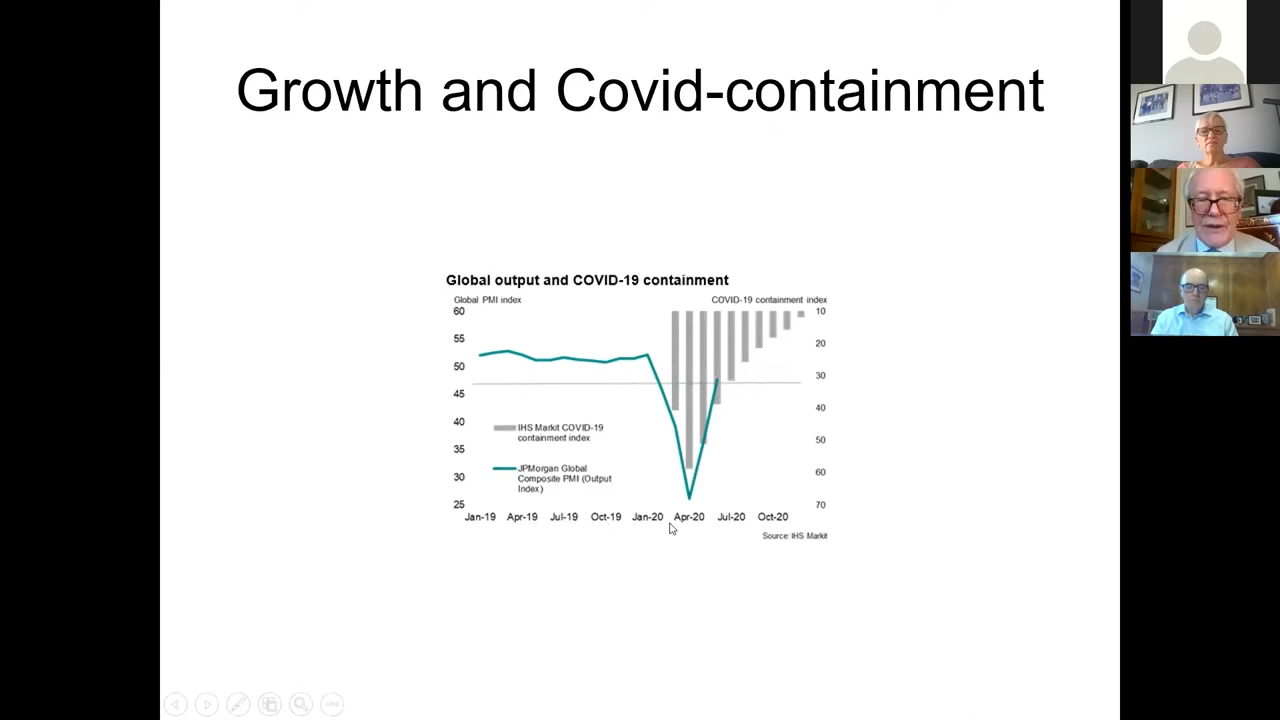 Growth and Covid-containment
Global output and COVID-19 containment
Global PMI index
COVID-19 containment index
60
55
50
45
40
35
30
25
10
20
30
40
50
60
70
IHS Markit COVID-19
containment index
JPMorgan Global
Composite PMI (Output
Index)
Jan-19 Apr-19 Jul-19 Oct-19 Jan-20 Apr-20 Jul-20 Oct-20
Source: IHS Markit